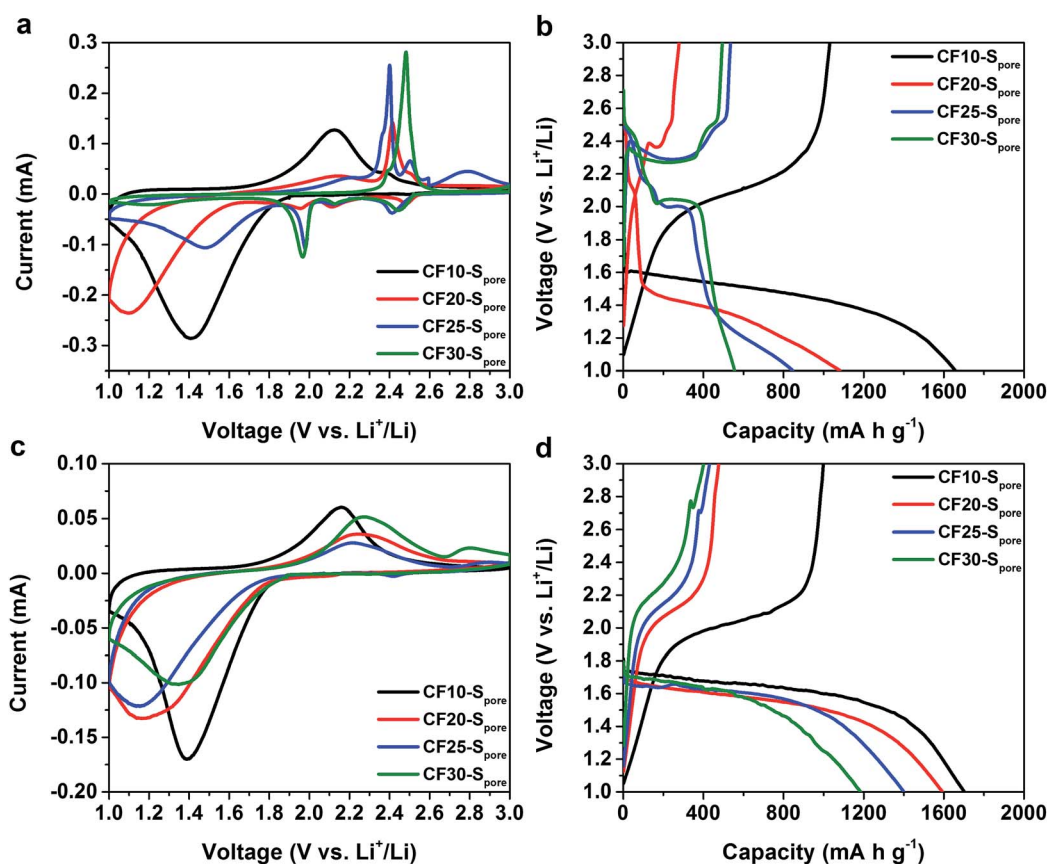 a
0.3
0.2
0.1
0.0
-0.1
-0.2
-0.3
Current (mA)
CF10-Spore
CF20-Spore
CF25-Spore
CF30-Spore
1.0 1.2 1.4 1.6 1.8 2.0 2.2 2.4 2.6 2.8 3.0
Voltage (V vs. Li⁺/Li)
b
3.0
2.8
2.6
2.4
2.2
2.0
1.8
1.6
1.4
1.2
1.0
Voltage (V vs. Li⁺/Li)
CF10-Spore
CF20-Spore
CF25-Spore
CF30-Spore
0 400 800 1200 1600 2000
Capacity (mA h g⁻¹)
c
0.10
0.05
0.00
-0.05
-0.10
-0.15
-0.20
Current (mA)
CF10-Spore
CF20-Spore
CF25-Spore
CF30-Spore
1.0 1.2 1.4 1.6 1.8 2.0 2.2 2.4 2.6 2.8 3.0
Voltage (V vs. Li⁺/Li)
d
3.0
2.8
2.6
2.4
2.2
2.0
1.8
1.6
1.4
1.2
1.0
Voltage (V vs. Li⁺/Li)
CF10-Spore
CF20-Spore
CF25-Spore
CF30-Spore
0 400 800 1200 1600 2000
Capacity (mA h g⁻¹)